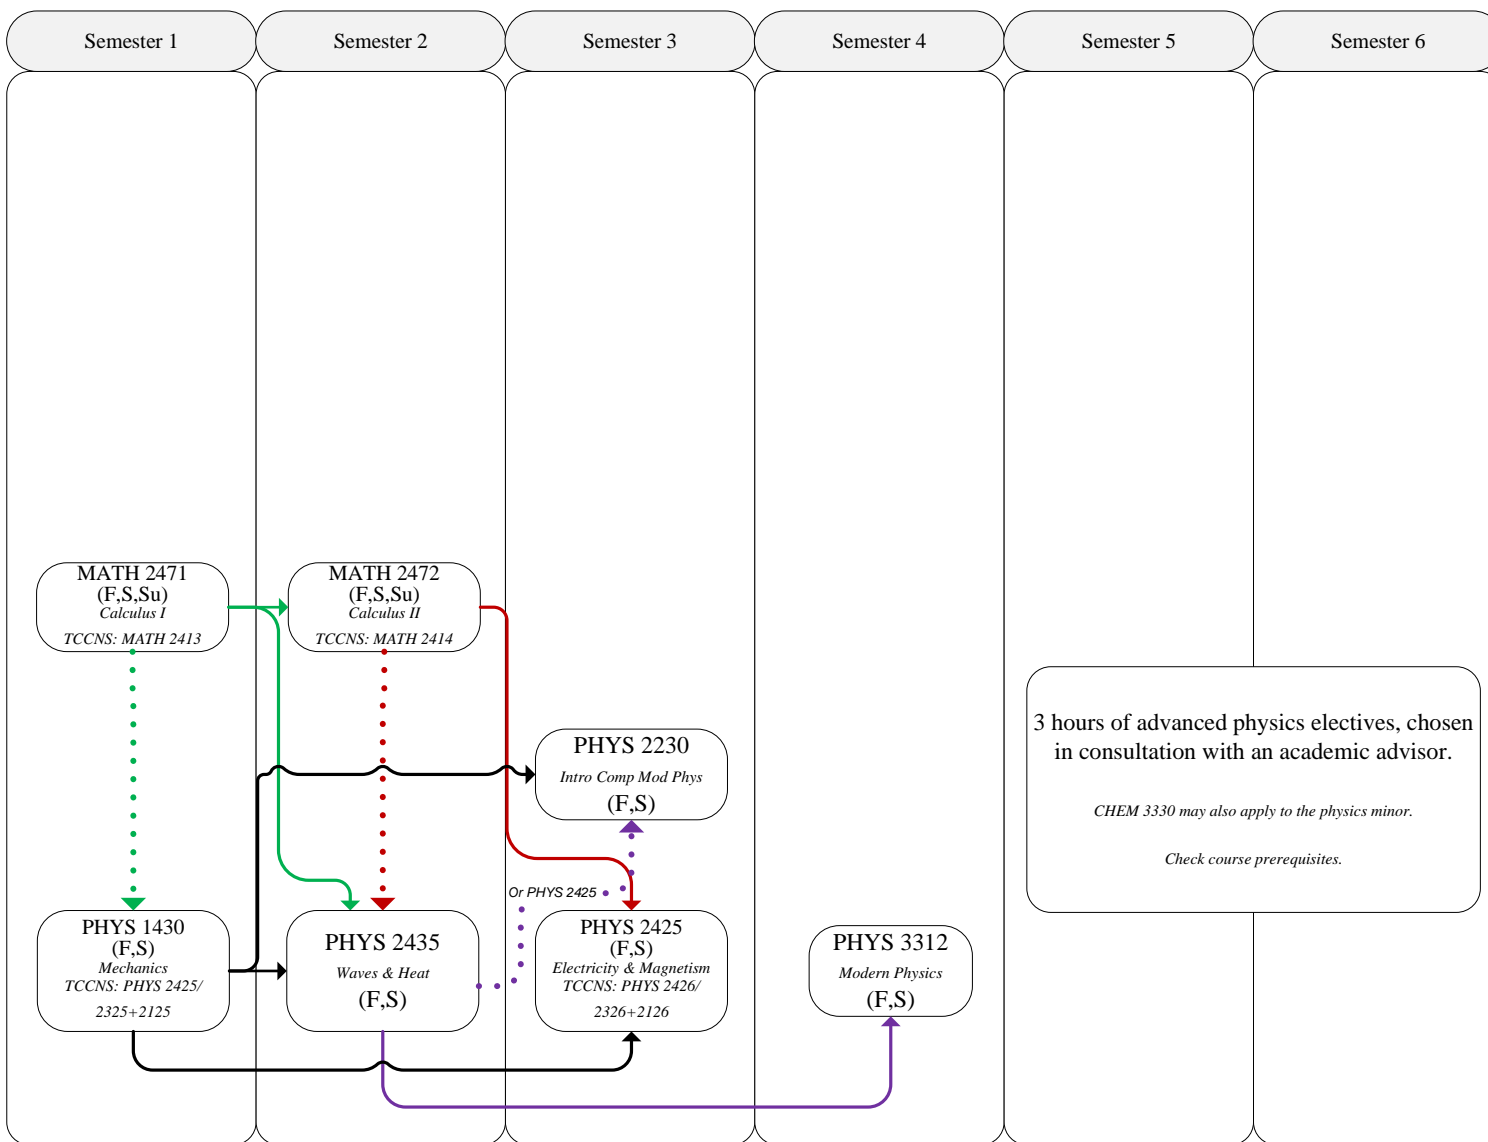 Semester 1
Semester 2
Semester 3
Semester 4
Semester 5
Semester 6
MATH 2471
(F,S,Su)
Calculus I
TCCNS: MATH 2413
MATH 2472
(F,S,Su)
Calculus II
TCCNS: MATH 2414
PHYS 2230
Intro Comp Mod Phys
(F,S)
3 hours of advanced physics electives, chosen
in consultation with an academic advisor.
CHEM 3330 may also apply to the physics minor.
Check course prerequisites.
Or PHYS 2425
PHYS 1430
(F,S)
Mechanics
TCCNS: PHYS 2425/
2325+2125
PHYS 2435
Waves & Heat
(F,S)
PHYS 2425
(F,S)
Electricity & Magnetism
TCCNS: PHYS 2426/
2326+2126
PHYS 3312
Modern Physics
(F,S)